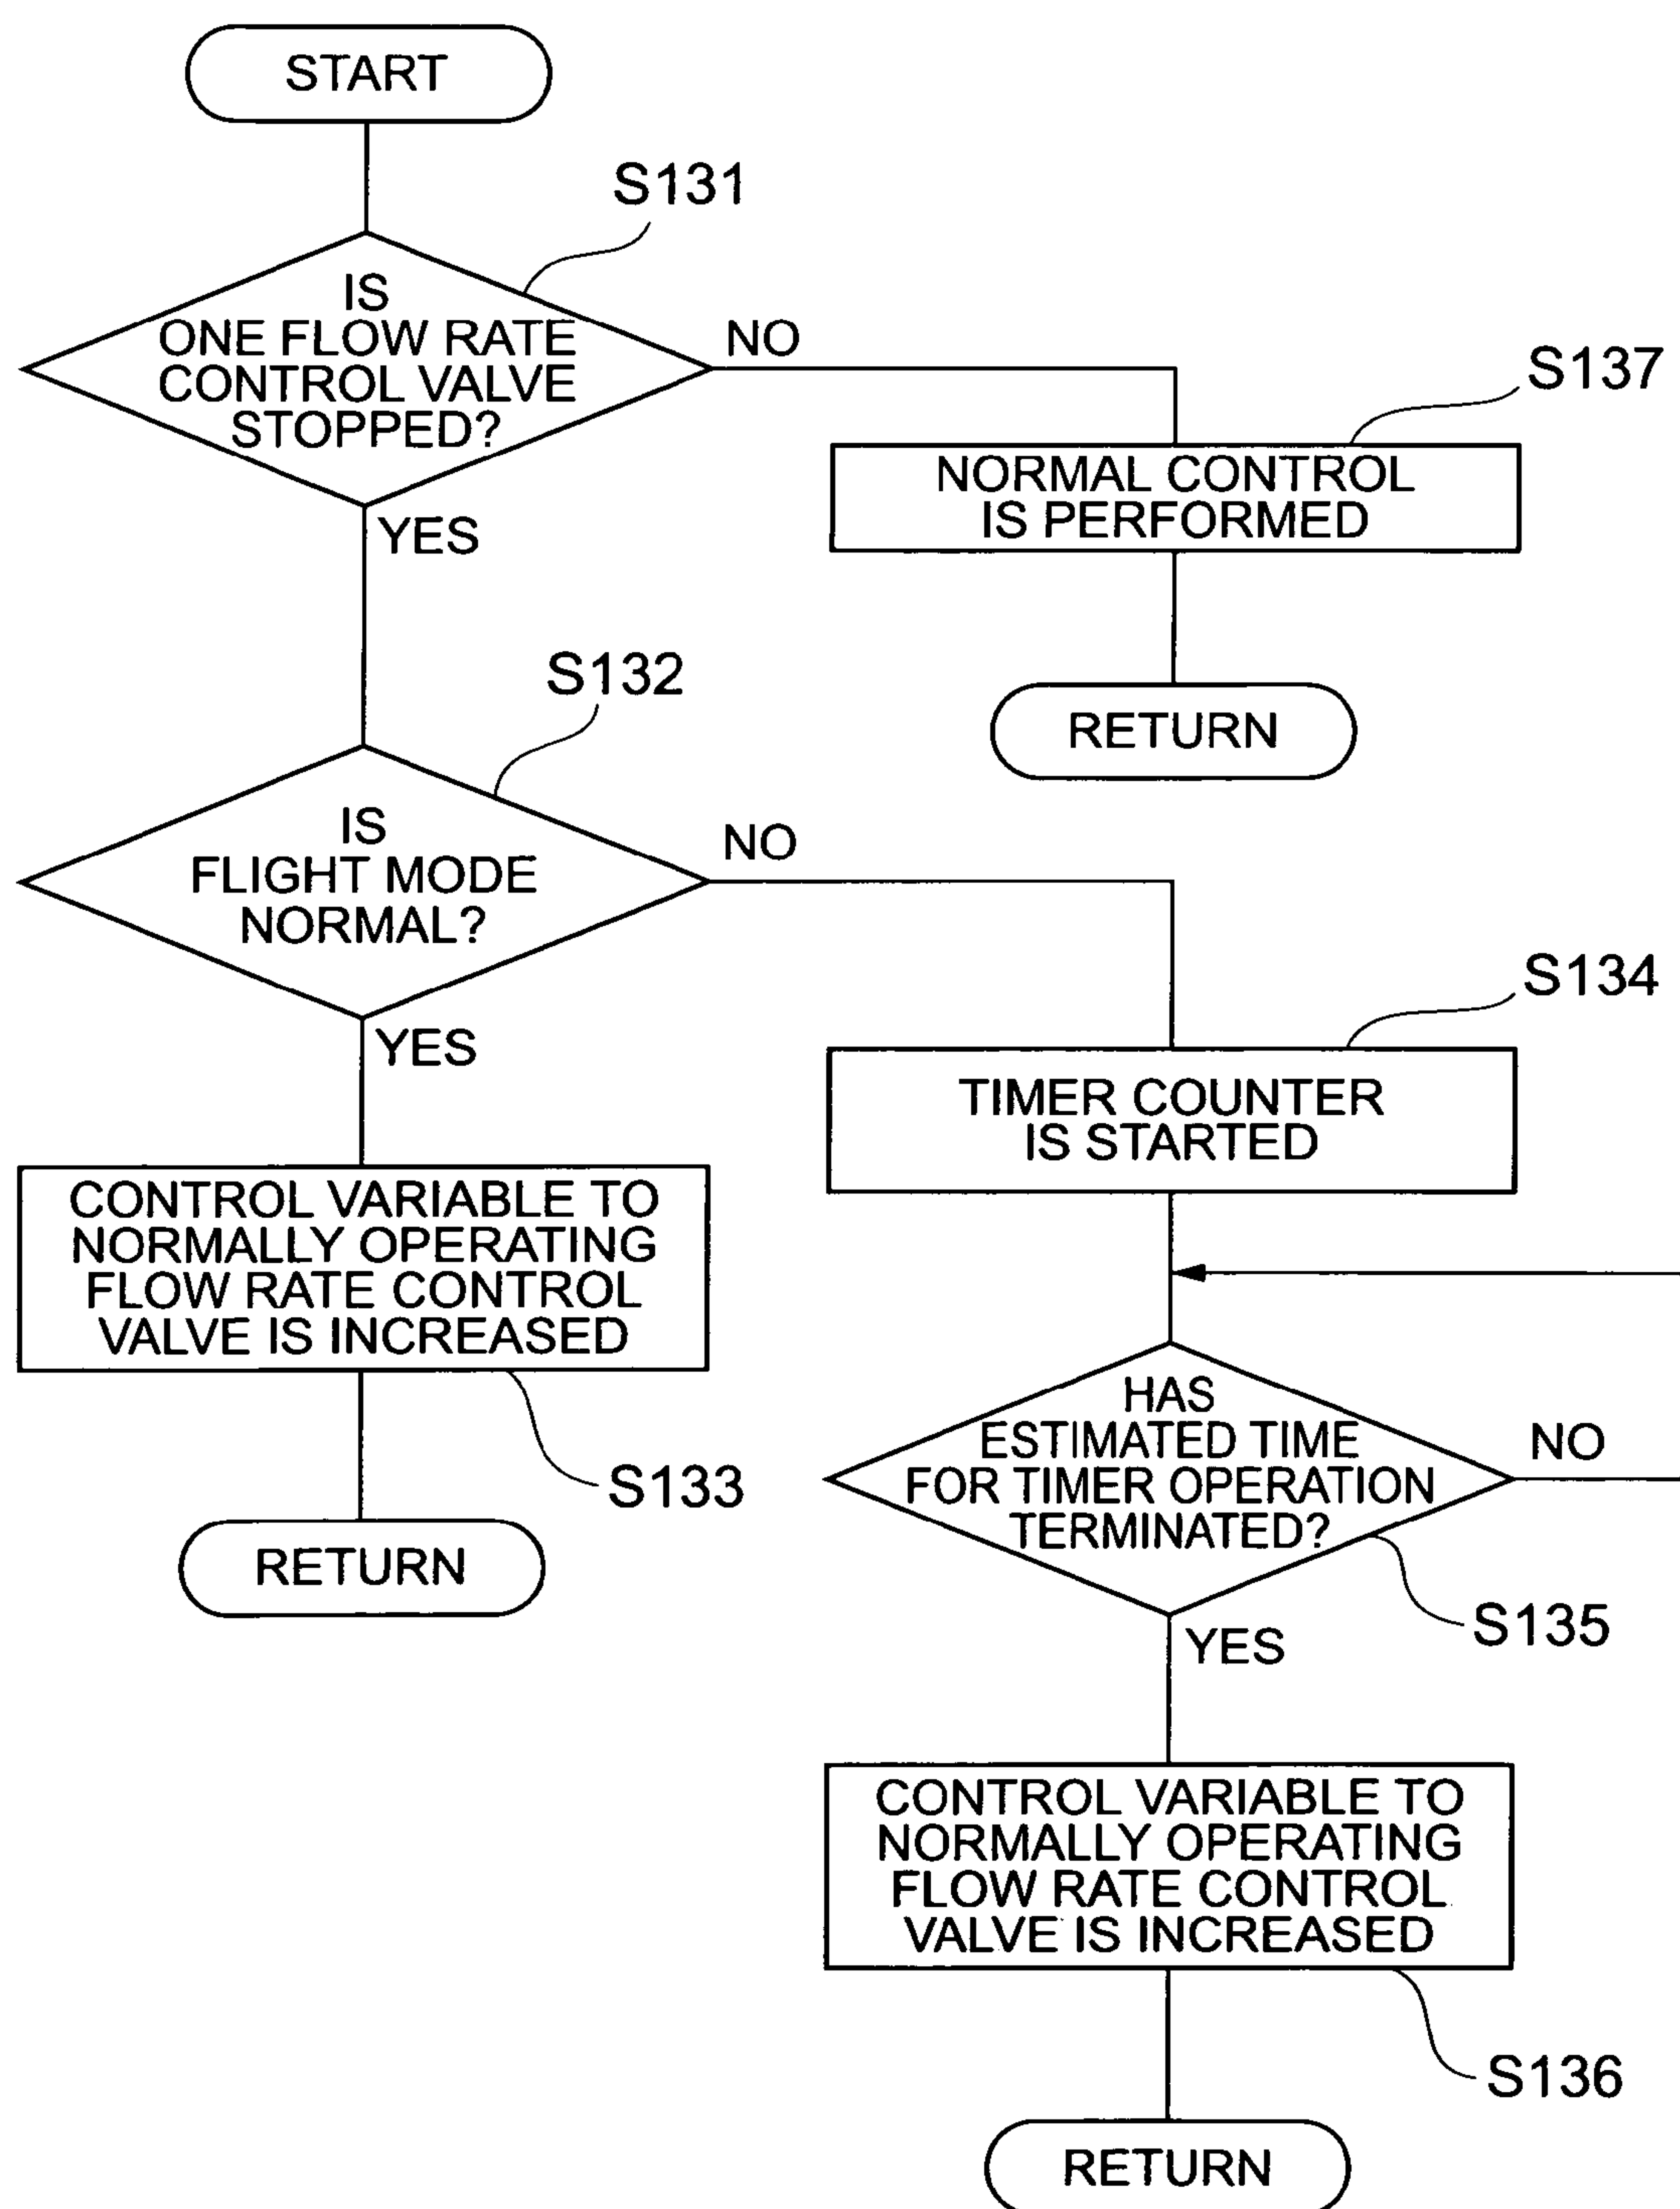 START
S131
IS
ONE FLOW RATE
CONTROL VALVE
STOPPED?
NO
YES
S137
NORMAL CONTROL
IS PERFORMED
RETURN
S132
IS
FLIGHT MODE
NORMAL?
NO
YES
CONTROL VARIABLE TO
NORMALLY OPERATING
FLOW RATE CONTROL
VALVE IS INCREASED
S133
RETURN
S134
TIMER COUNTER
IS STARTED
HAS
ESTIMATED TIME
FOR TIMER OPERATION
TERMINATED?
NO
S135
YES
CONTROL VARIABLE TO
NORMALLY OPERATING
FLOW RATE CONTROL
VALVE IS INCREASED
S136
RETURN